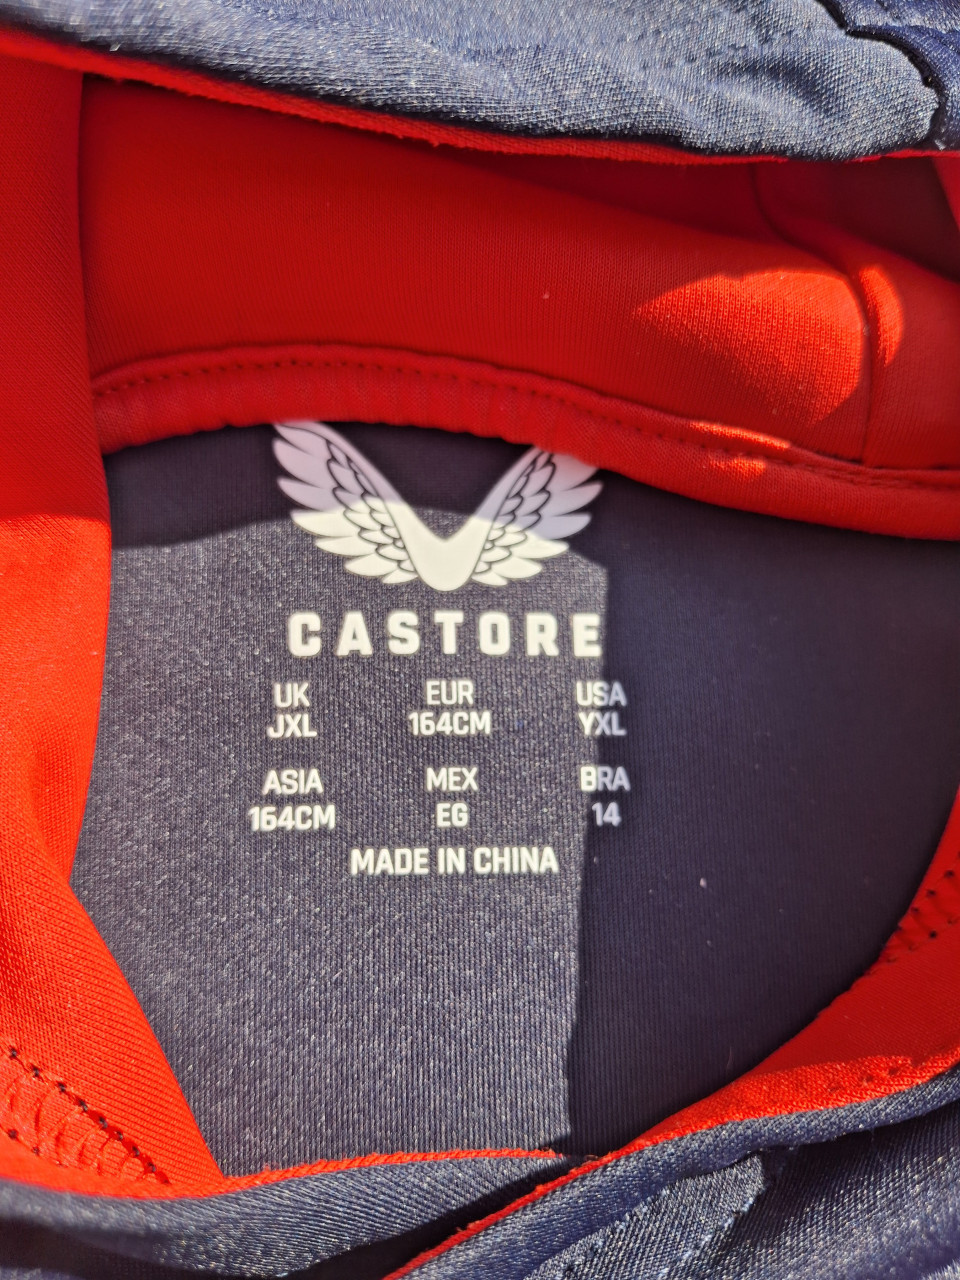 CASTORE
UK EUR USA
JXL 164CM YXL
ASIA MEX BRA
164CM EG 14
MADE IN CHINA